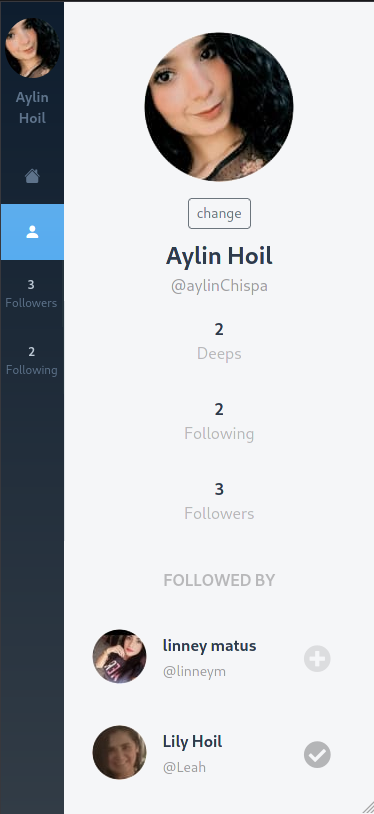 Aylin
Hoil
3
Followers
2
Following
change
Aylin Hoil
@aylinChispa
2
Deeps
2
Following
3
Followers
FOLLOWED BY
linney matus
@linneym
Lily Hoil
@Leah